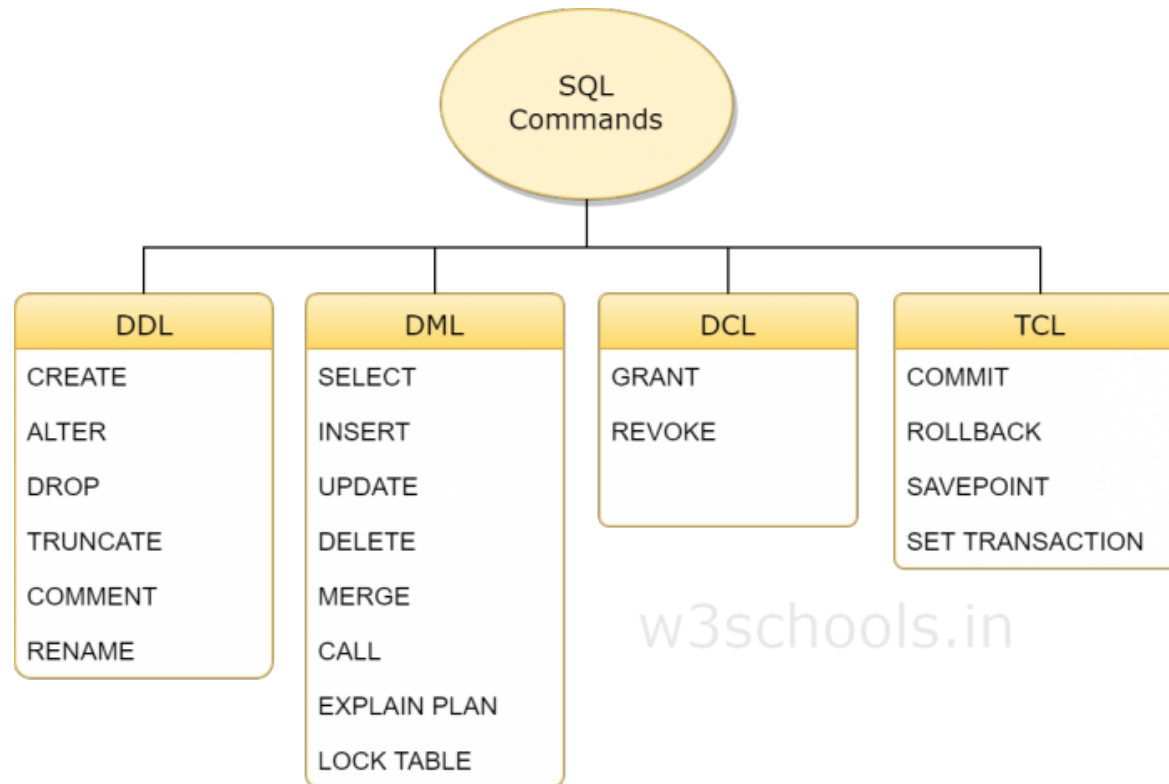 SQL
Commands
DDL
CREATE
ALTER
DROP
TRUNCATE
COMMENT
RENAME
DML
SELECT
INSERT
UPDATE
DELETE
MERGE
CALL
EXPLAIN PLAN
LOCK TABLE
DCL
GRANT
REVOKE
TCL
COMMIT
ROLLBACK
SAVEPOINT
SET TRANSACTION
w3schools.in